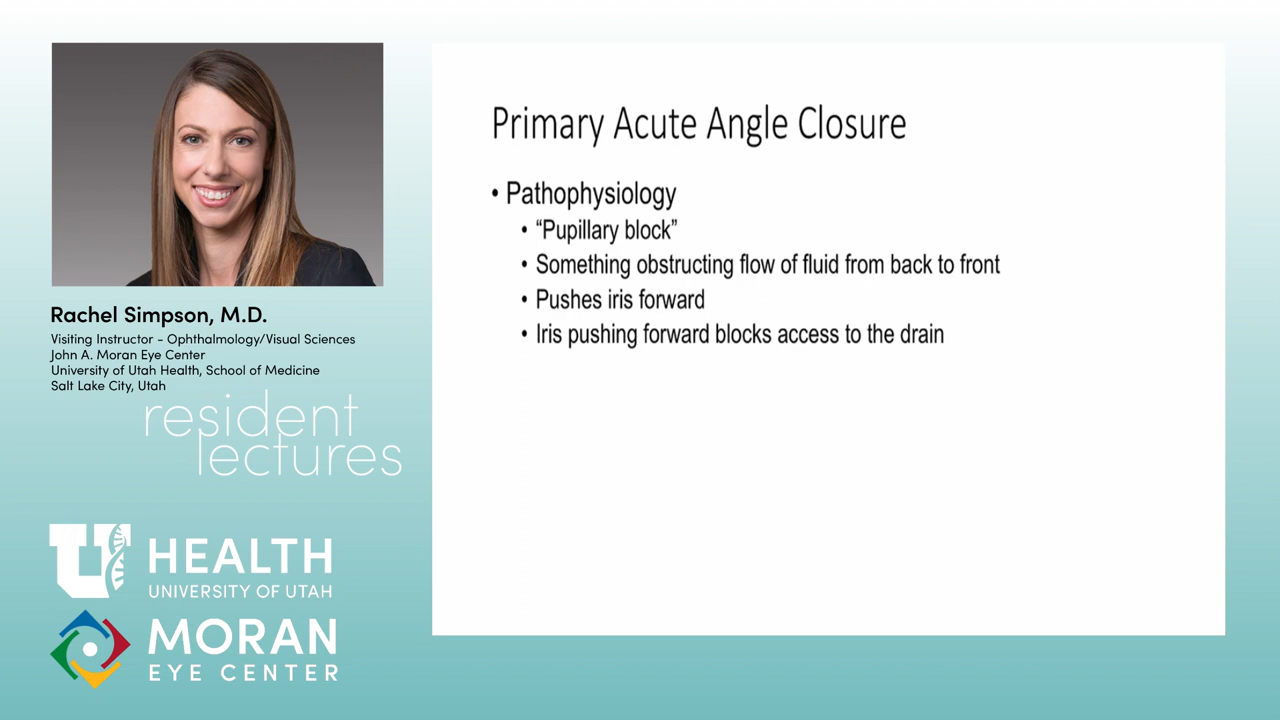 Rachel Simpson, M.D.
Visiting Instructor - Ophthalmology/Visual Sciences
John A. Moran Eye Center
University of Utah Health, School of Medicine
Salt Lake City, Utah
resident
lectures
U HEALTH
UNIVERSITY OF UTAH
MORAN
EYE CENTER
Primary Acute Angle Closure
• Pathophysiology
• “Pupillary block”
• Something obstructing flow of fluid from back to front
• Pushes iris forward
• Iris pushing forward blocks access to the drain